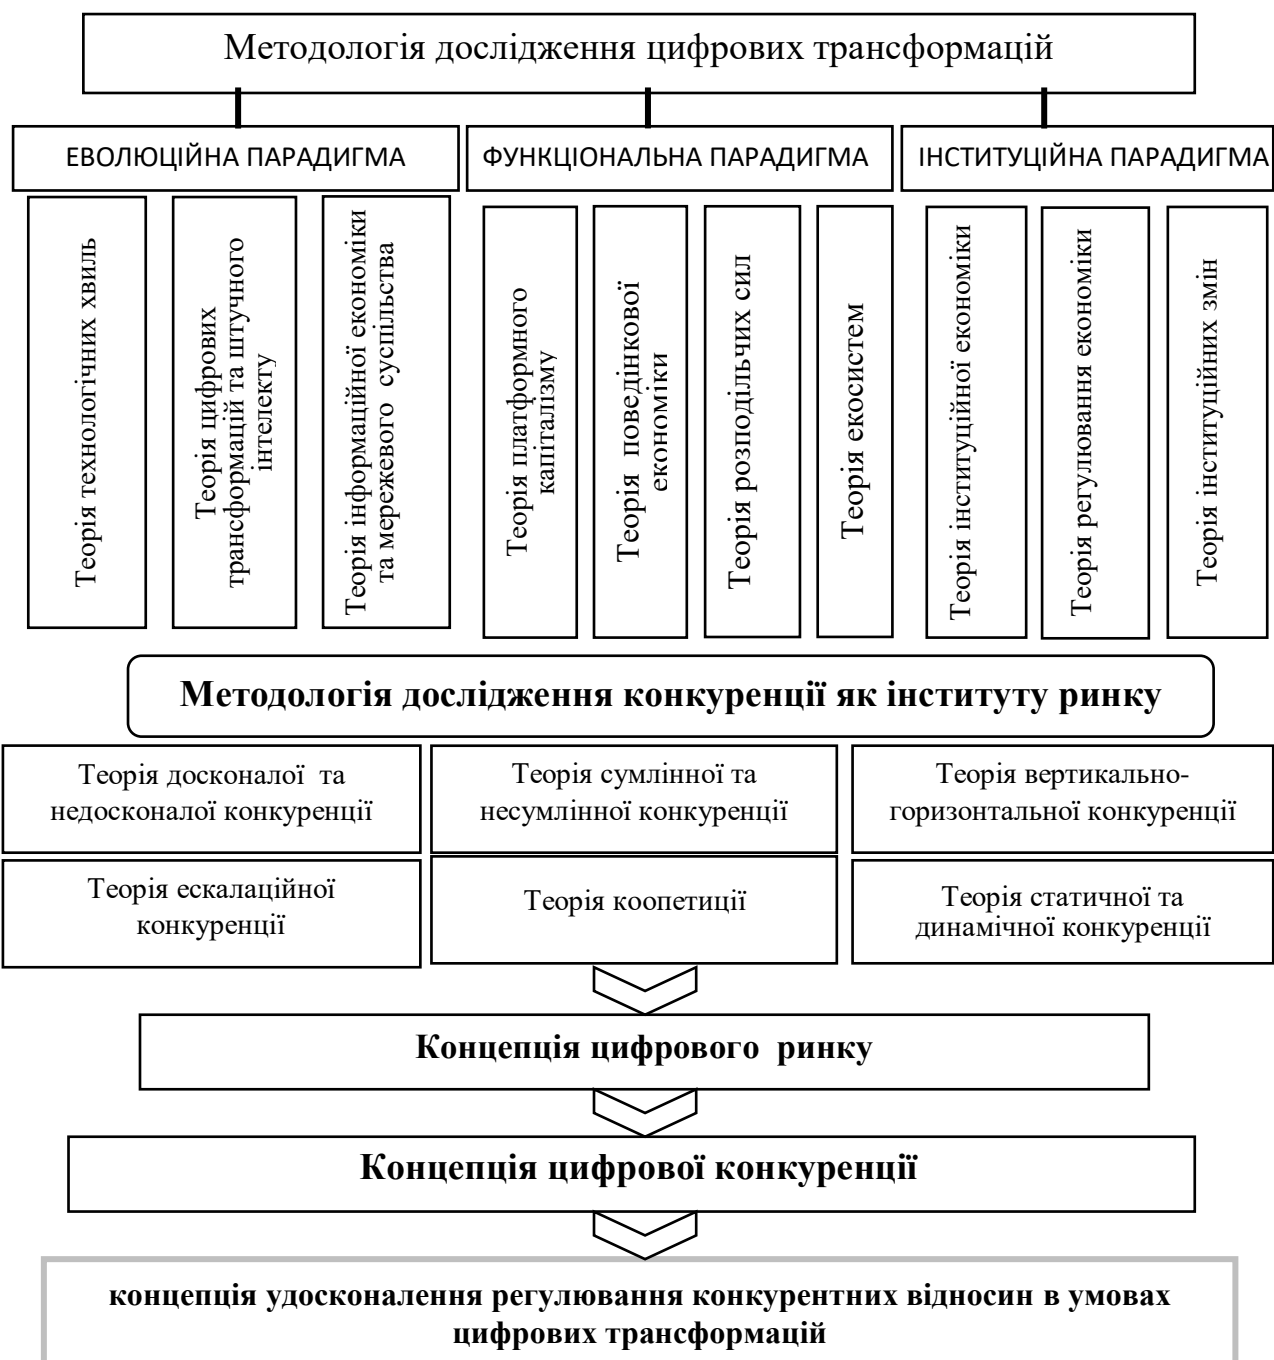 Методологія дослідження цифрових трансформацій
ЕВОЛЮЦІЙНА ПАРАДИГМА
ФУНКЦІОНАЛЬНА ПАРАДИГМА
ІНСТИТУЦІЙНА ПАРАДИГМА
Теорія технологічних хвиль
Теорія цифрових
трансформацій та штучного
інтелекту
Теорія інформаційної економіки
та мережевого суспільства
Теорія платформного
капіталізму
Теорія поведінкової
економіки
Теорія розподільчих сил
Теорія екосистем
Теорія інституційної економіки
Теорія регулювання економіки
Теорія інституційних змін
Методологія дослідження конкуренції як інституту ринку
Теорія досконалої та
недосконалої конкуренції
Теорія сумлінної та
несумлінної конкуренції
Теорія вертикально-
горизонтальної конкуренції
Теорія ескалаційної
конкуренції
Теорія коопетиції
Теорія статичної та
динамічної конкуренції
Концепція цифрового ринку
Концепція цифрової конкуренції
концепція удосконалення регулювання конкурентних відносин в умовах
цифрових трансформацій